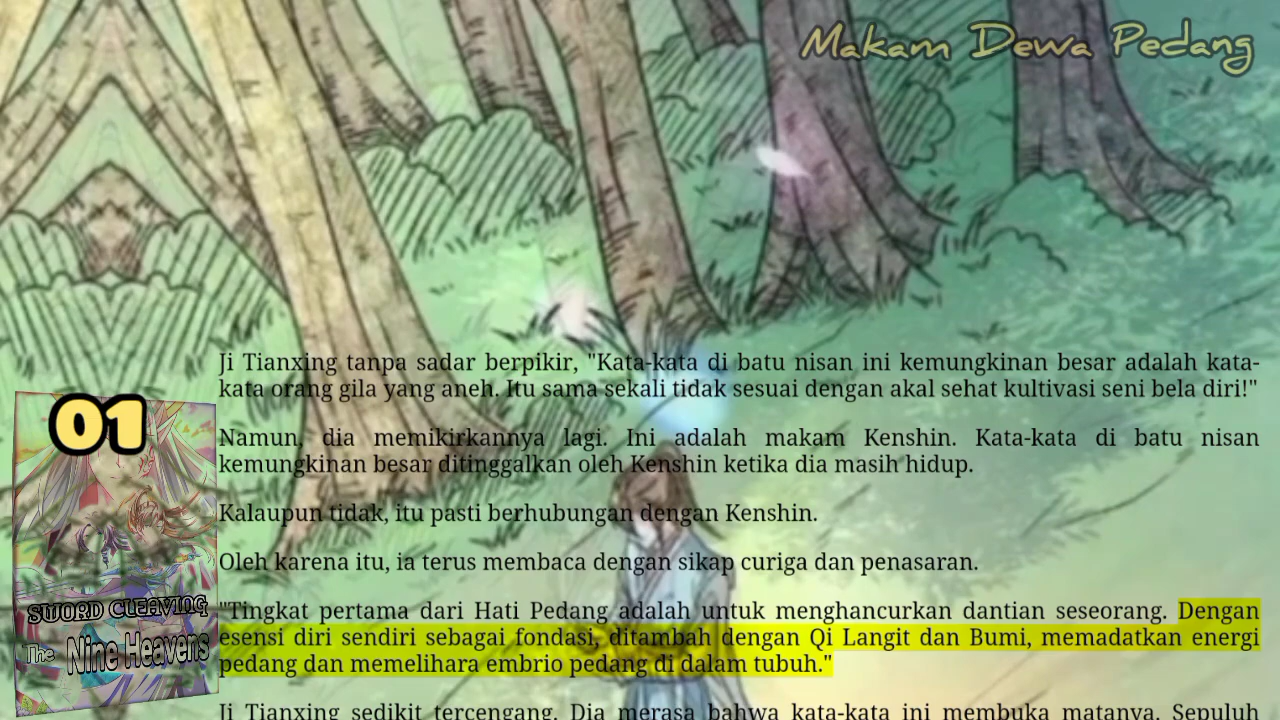 Makam Dewa Pedang
Ji Tianxing tanpa sadar berpikir, "Kata-kata di batu nisan ini kemungkinan besar adalah kata-
kata orang gila yang aneh. Itu sama sekali tidak sesuai dengan akal sehat kultivasi seni bela diri!"
Namun, dia memikirkannya lagi. Ini adalah makam Kenshin. Kata-kata di batu nisan
kemungkinan besar ditinggalkan oleh Kenshin ketika dia masih hidup.
Kalaupun tidak, itu pasti berhubungan dengan Kenshin.
Oleh karena itu, ia terus membaca dengan sikap curiga dan penasaran.
"Tingkat pertama dari Hati Pedang adalah untuk menghancurkan dantian seseorang. Dengan
esensi diri sendiri sebagai fondasi, ditambah dengan Qi Langit dan Bumi, memadatkan energi
pedang dan memelihara embrio pedang di dalam tubuh."
Ji Tianxing sedikit tercengang. Dia merasa bahwa kata-kata ini membuka matanya. Sepuluh
01
SWORD CLEAVING
The Nine Heavens